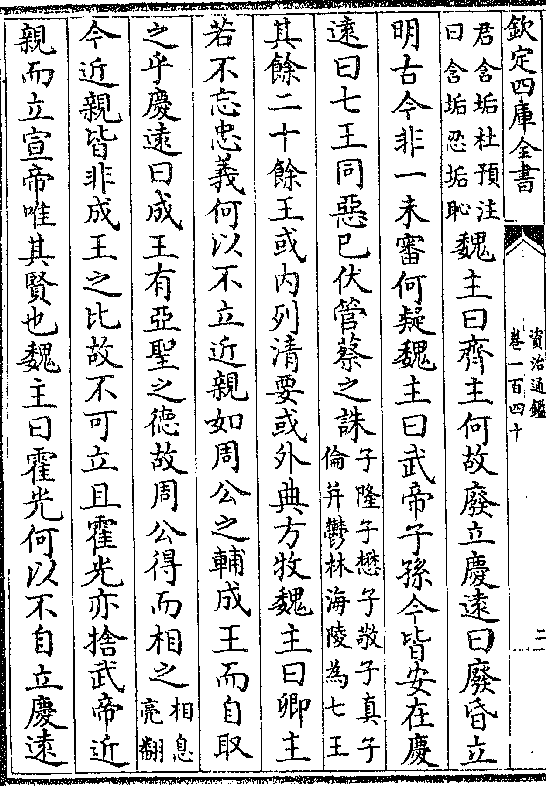 欽定四庫全書
資治通鑑
卷一百四十
二
君含垢杜預注
曰含垢忍垢恥
魏主曰齊主何故廢立慶遠曰廢昏立
明古今非一未審何疑魏主曰武帝子孫今皆安在慶
遠曰七王同惡已伏管蔡之誅
子隆子懋子敬子真子
倫并鬱林海陵為七王
其餘二十餘王或内列清要或外典方牧魏主曰卿主
若不忘忠義何以不立近親如周公之輔成王而自取
之乎慶遠曰成王有亞聖之德故周公得而相之
相息
亮翻
今近親皆非成王之比故不可立且霍光亦捨武帝近
親而立宣帝唯其賢也魏主曰霍光何以不自立慶遠